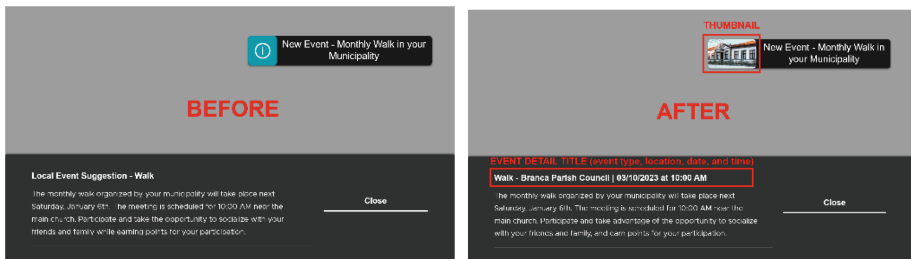 New Event - Monthly Walk in your
Municipality
BEFORE
Local Event Suggestion - Walk
The monthly walk organized by your municipality will take place next
Saturday, January 6th. The meeting is scheduled for 10:00 AM near the
main church. Participate and take the opportunity to socialize with your
friends and family while earning points for your participation.
Close
THUMBNAIL
New Event - Monthly Walk in
your Municipality
AFTER
EVENT DETAIL TITLE (event type, location, date, and time)
Walk - Branca Parish Council | 03/10/2023 at 10:00 AM
The monthly walk organized by your municipality will take place next
Saturday, January 6th. The meeting is scheduled for 10:00 AM near the
main church. Participate and take advantage of the opportunity to socialize
with your friends and family, and earn points for your participation.
Close